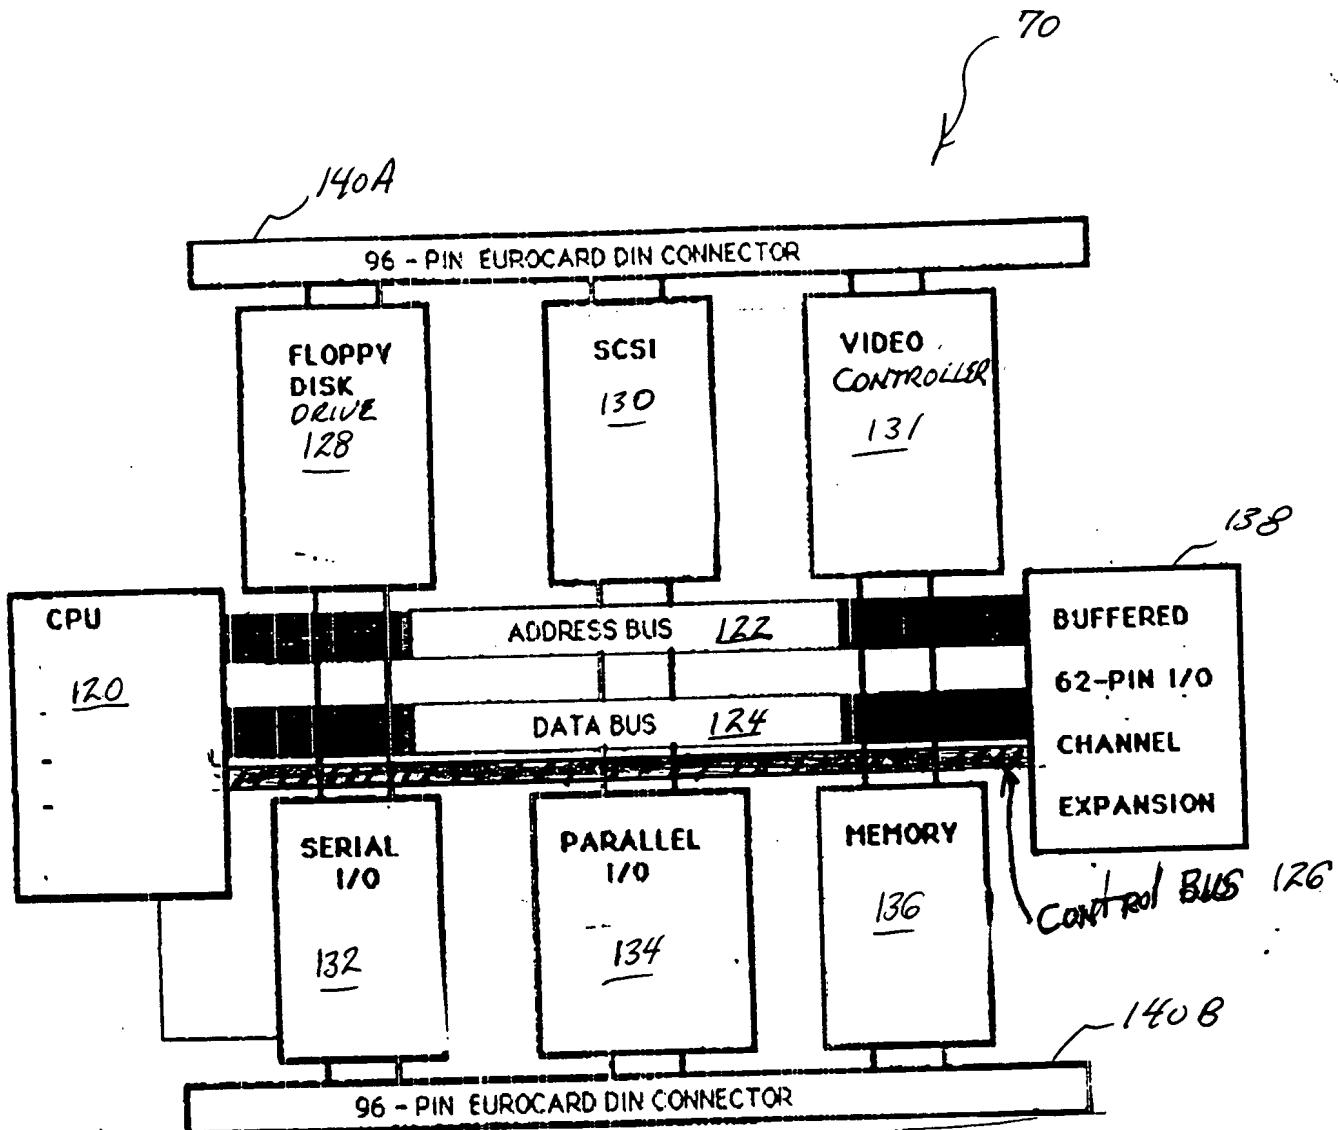 70
140A
96 - PIN EUROCARD DIN CONNECTOR
FLOPPY
DISK
DRIVE
128
SCSI
130
VIDEO
CONTROLLER
131
138
CPU
120
ADDRESS BUS 122
DATA BUS 124
BUFFERED
62-PIN I/O
CHANNEL
EXPANSION
SERIAL
I/O
132
PARALLEL
I/O
134
MEMORY
136
Control BUS 126
140B
96 - PIN EUROCARD DIN CONNECTOR